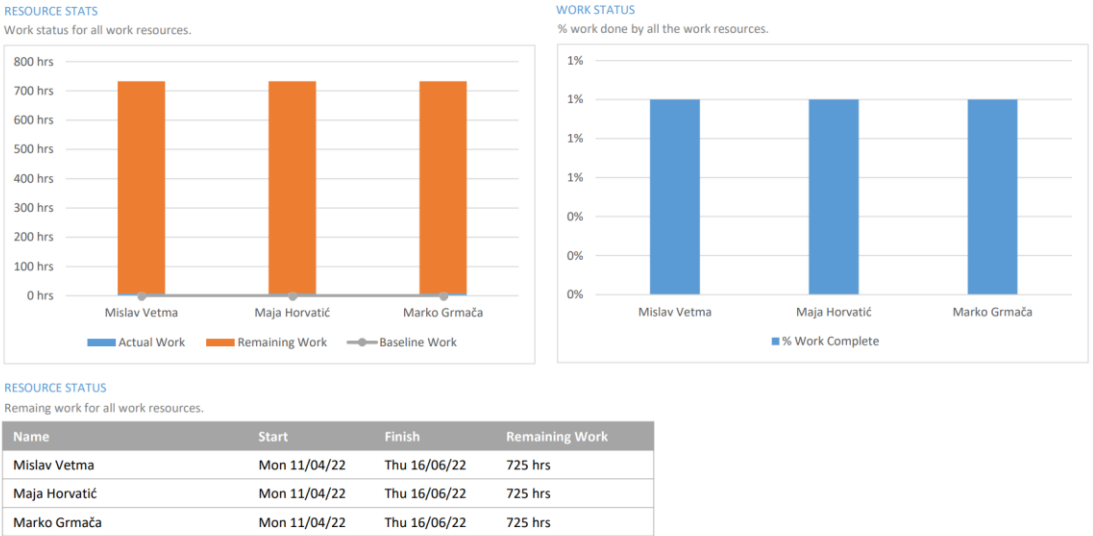 RESOURCE STATS
Work status for all work resources.
800 hrs
700 hrs
600 hrs
500 hrs
400 hrs
300 hrs
200 hrs
100 hrs
0 hrs
Mislav Vetma Maja Horvatić Marko Grmača
Actual Work Remaining Work Baseline Work
WORK STATUS
% work done by all the work resources.
1%
1%
1%
1%
0%
0%
0%
Mislav Vetma Maja Horvatić Marko Grmača
% Work Complete
RESOURCE STATUS
Remaing work for all work resources.
Name Start Finish Remaining Work
Mislav Vetma Mon 11/04/22 Thu 16/06/22 725 hrs
Maja Horvatić Mon 11/04/22 Thu 16/06/22 725 hrs
Marko Grmača Mon 11/04/22 Thu 16/06/22 725 hrs